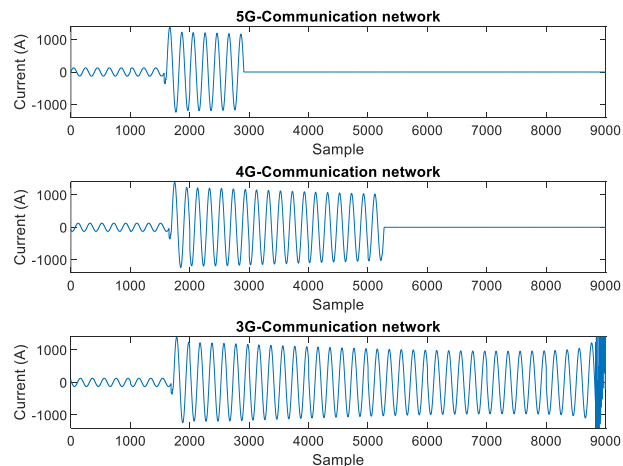 5G-Communication network
1000
0
-1000
Current (A)
0 1000 2000 3000 4000 5000 6000 7000 8000 9000
Sample
4G-Communication network
1000
0
-1000
Current (A)
0 1000 2000 3000 4000 5000 6000 7000 8000 9000
Sample
3G-Communication network
1000
0
-1000
Current (A)
0 1000 2000 3000 4000 5000 6000 7000 8000 9000
Sample